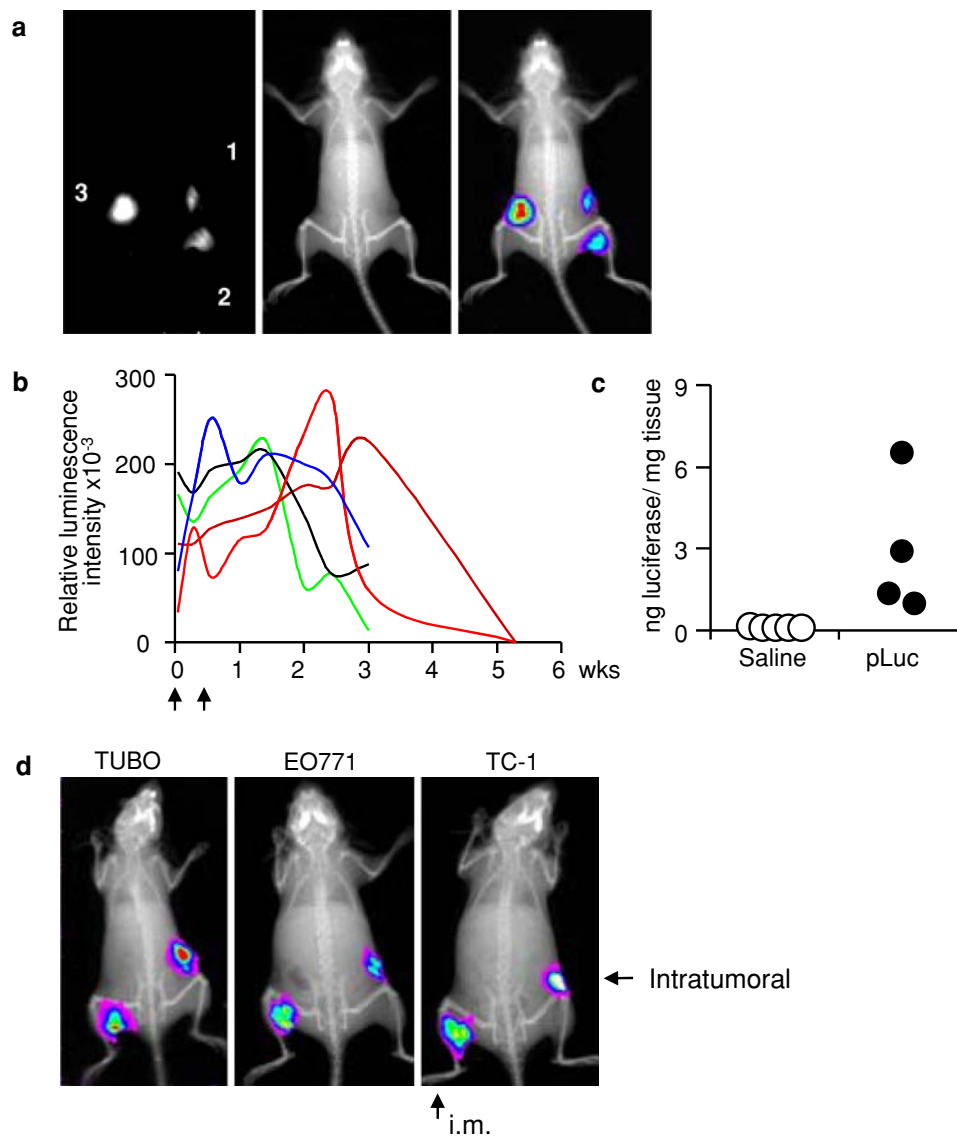 a
1
3
2
b
300
200
100
0
Relative luminescence
intensity x10⁻³
0 1 2 3 4 5 6 wks
c
9
6
3
0
ng luciferase/ mg tissue
Saline pLuc
d
TUBO EO771 TC-1
Intratumoral
i.m.